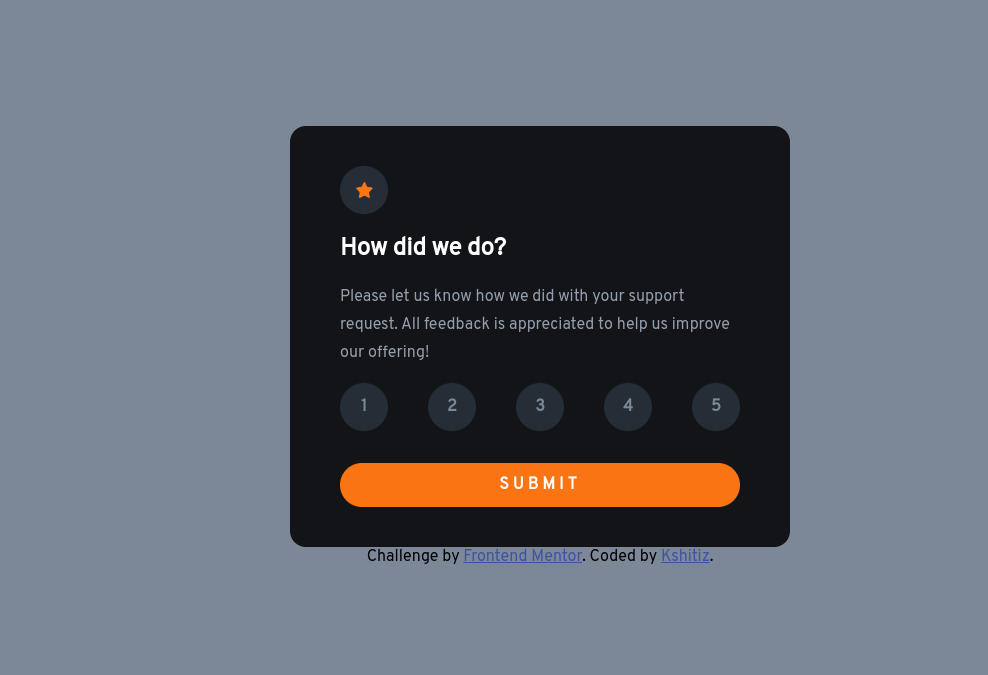 How did we do?
Please let us know how we did with your support
request. All feedback is appreciated to help us improve
our offering!
1 2 3 4 5
SUBMIT
Challenge by Frontend Mentor. Coded by Kshitiz.